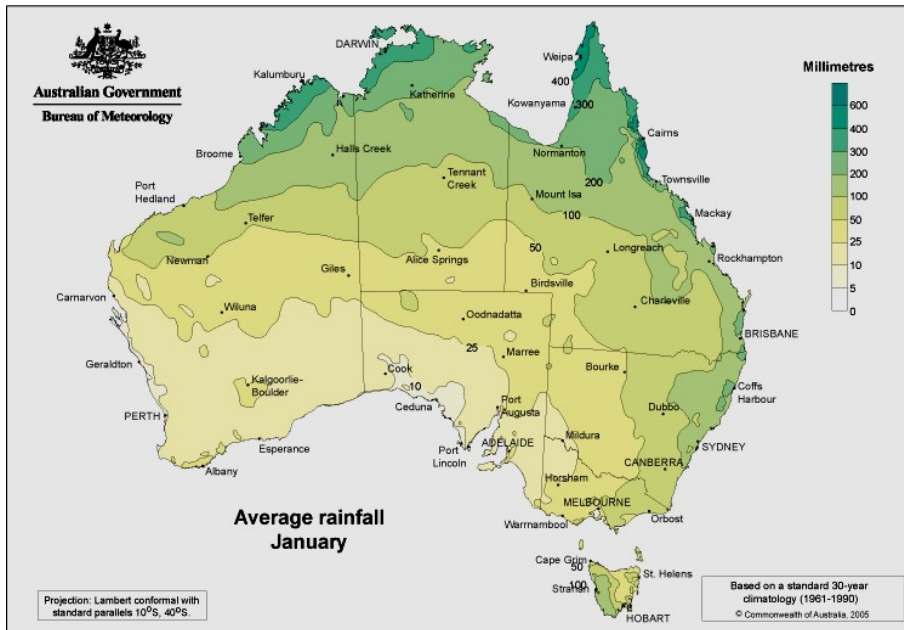 Australian Government
Bureau of Meteorology
DARWIN
Kalumburu
Katherine
Weipa
400
300
Kowanyama
Millimetres
600
400
300
200
100
50
25
10
5
0
Cairns
Broome
Halls Creek
Normanton
Townsville
Port
Hedland
Tennant
Creek
Mount Isa
200
100
Mackay
Telfer
50
Longreach
Newman
Alice Springs
Rockhampton
Giles
Birdsville
Carnarvon
Wiluna
Charleville
Oodnadatta
BRISBANE
25
Marree
Geraldton
Cook
Bourke
Kalgoorlie-
Boulder
10
Coffs
Harbour
PERTH
Ceduna
Port
Augusta
Dubbo
Esperance
Port
Lincoln
ADELAIDE
Mildura
SYDNEY
Albany
CANBERRA
Horsham
MELBOURNE
Warrnambool
Orbost
Average rainfall
January
Cape Grim
50
St. Helens
100
Strahan
HOBART
Projection: Lambert conformal with
standard parallels 10°S, 40°S.
Based on a standard 30-year
climatology (1961-1990)
© Commonwealth of Australia, 2005